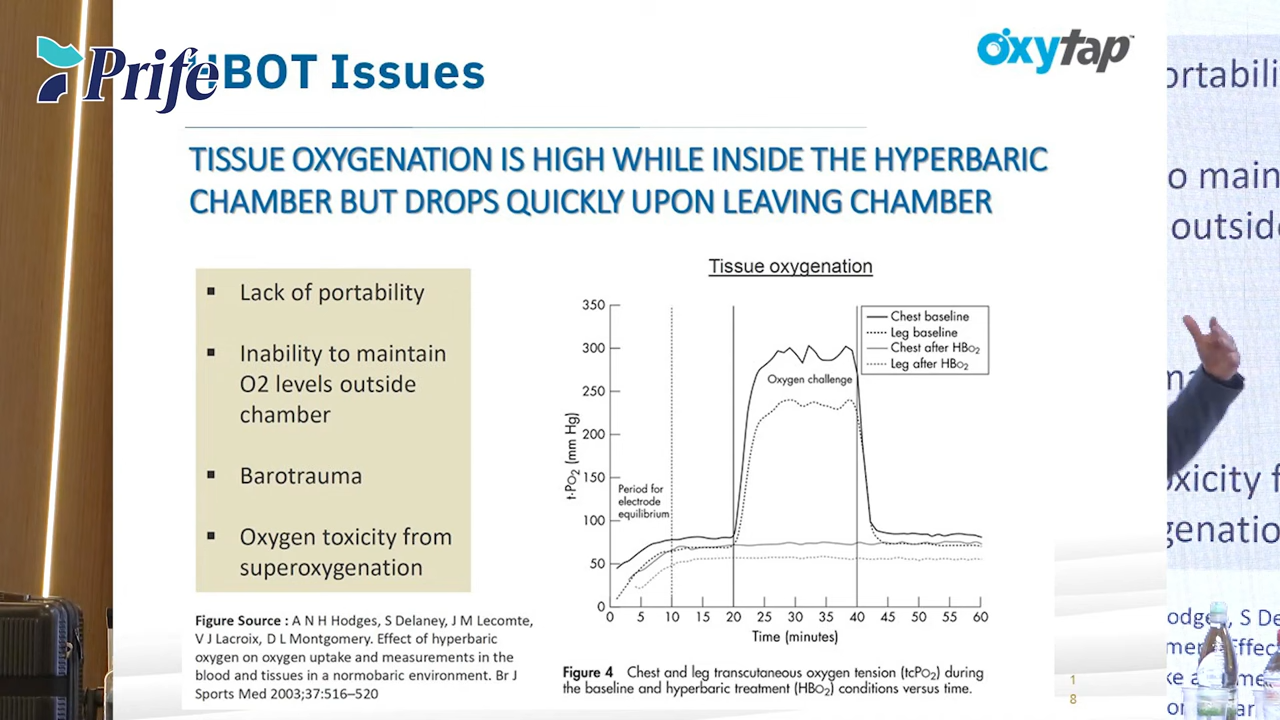 Prife
HBOT Issues
oxytap™
TISSUE OXYGENATION IS HIGH WHILE INSIDE THE HYPERBARIC
CHAMBER BUT DROPS QUICKLY UPON LEAVING CHAMBER
▪ Lack of portability
▪ Inability to maintain
O2 levels outside
chamber
▪ Barotrauma
▪ Oxygen toxicity from
superoxygenation
Figure Source : A N H Hodges, S Delaney, J M Lecomte,
V J Lacroix, D L Montgomery. Effect of hyperbaric
oxygen on oxygen uptake and measurements in the
blood and tissues in a normobaric environment. Br J
Sports Med 2003;37:516–520
Tissue oxygenation
350
300
250
200
150
100
50
0
t·PO₂ (mm Hg)
Chest baseline
Leg baseline
Chest after HBO₂
Leg after HBO₂
Oxygen challenge
Period for
electrode
equilibrium
0 5 10 15 20 25 30 35 40 45 50 55 60
Time (minutes)
Figure 4 Chest and leg transcutaneous oxygen tension (tcPO₂) during
the baseline and hyperbaric treatment (HBO₂) conditions versus time.
1
8
ortabili
o main
outside
ma
oxicity f
genatio
odge, S De